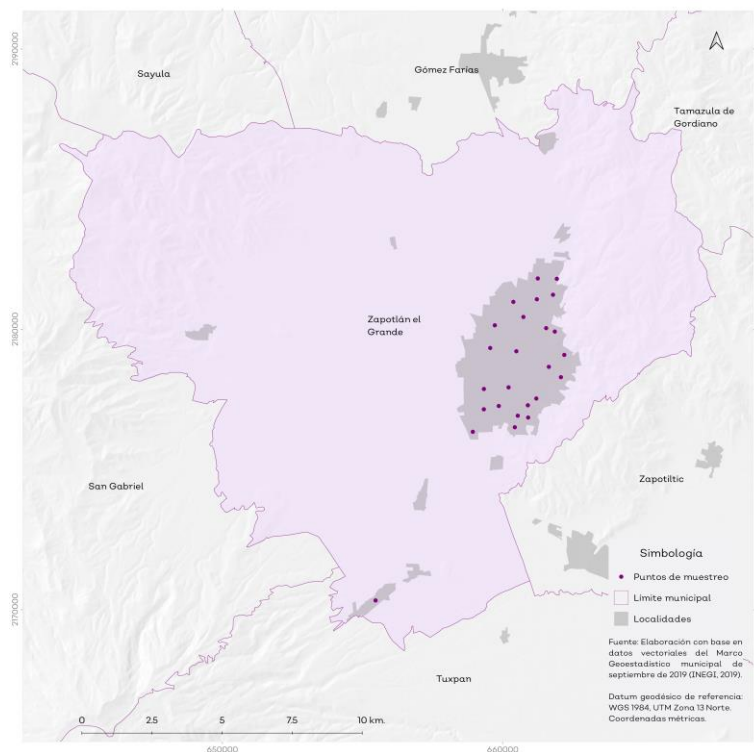 2190000
Sayula
Gómez Farías
Tamazula de
Gordiano
2180000
Zapotlán el
Grande
San Gabriel
Zapotiltic
2170000
Tuxpan
Simbología
Puntos de muestreo
Límite municipal
Localidades
Fuente: Elaboración con base en
datos vectoriales del Marco
Geoestadístico municipal de
septiembre de 2019 (INEGI, 2019).
Datum geodésico de referencia:
WGS 1984, UTM Zona 13 Norte.
Coordenadas métricas.
0 2.5 5 7.5 10 km.
650000 660000